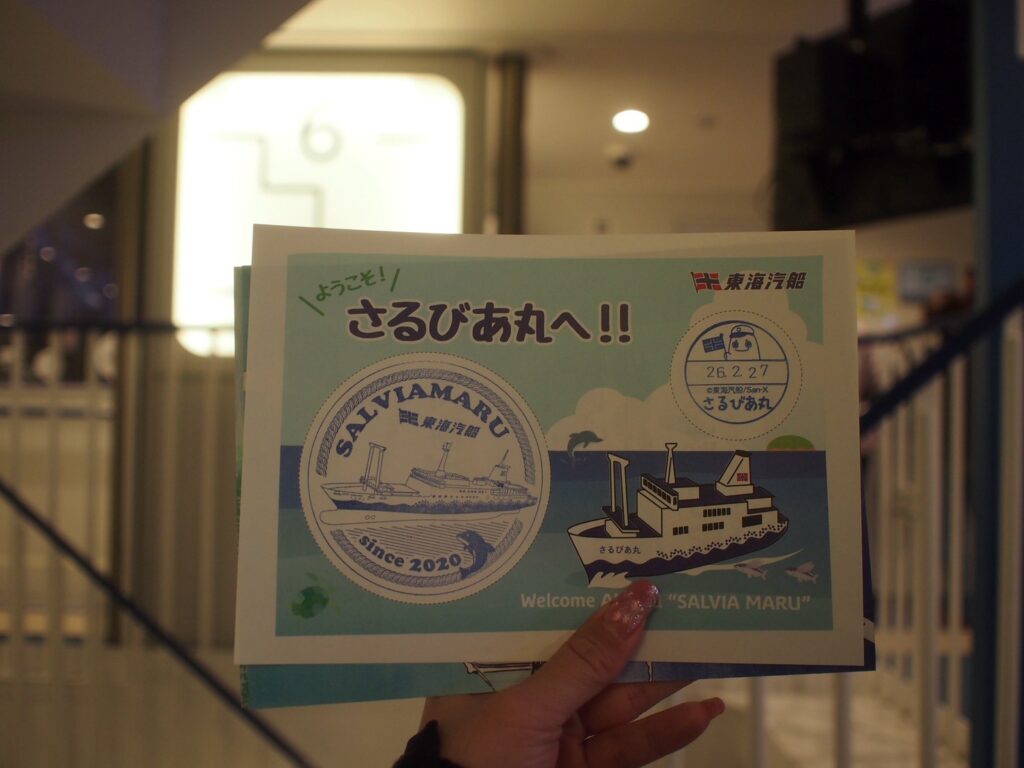 6
ようこそ!
さるびあ丸へ!!
東海汽船
SALVIAMARU
東海汽船
since 2020
26.2.27
©東海汽船/San-X
さるびあ丸
さるびあ丸
Welcome "SALVIA MARU"